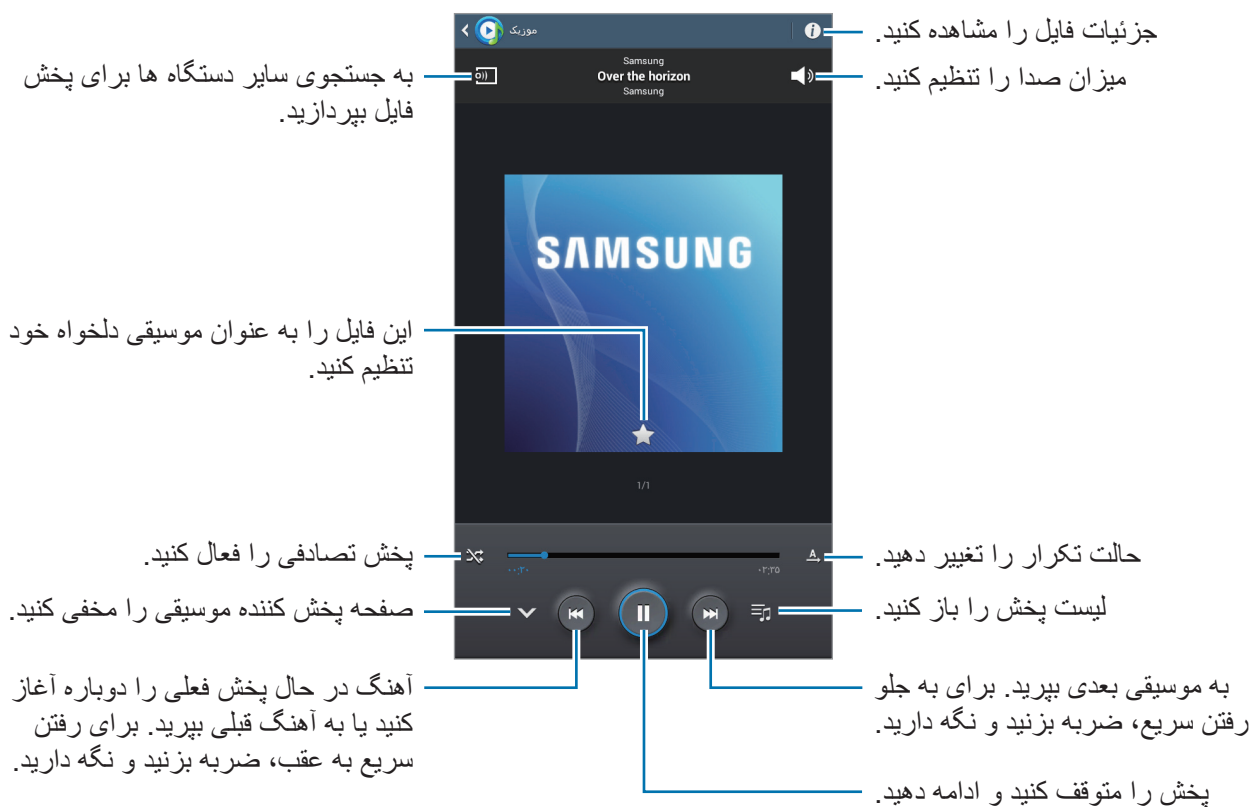 موزیک
Samsung
Over the horizon
Samsung
SAMSUNG
1/1
۰۰:۲۰
۰۳:۳۵
جزئیات فایل را مشاهده کنید.
میزان صدا را تنظیم کنید.
به جستجوی سایر دستگاه ها برای پخش
فایل بپردازید.
این فایل را به عنوان موسیقی دلخواه خود
تنظیم کنید.
پخش تصادفی را فعال کنید.
حالت تکرار را تغییر دهید.
صفحه پخش کننده موسیقی را مخفی کنید.
لیست پخش را باز کنید.
آهنگ در حال پخش فعلی را دوباره آغاز
کنید یا به آهنگ قبلی بپرید. برای رفتن
سریع به عقب، ضربه بزنید و نگه دارید.
به موسیقی بعدی بپرید. برای به جلو
رفتن سریع، ضربه بزنید و نگه دارید.
پخش را متوقف کنید و ادامه دهید.